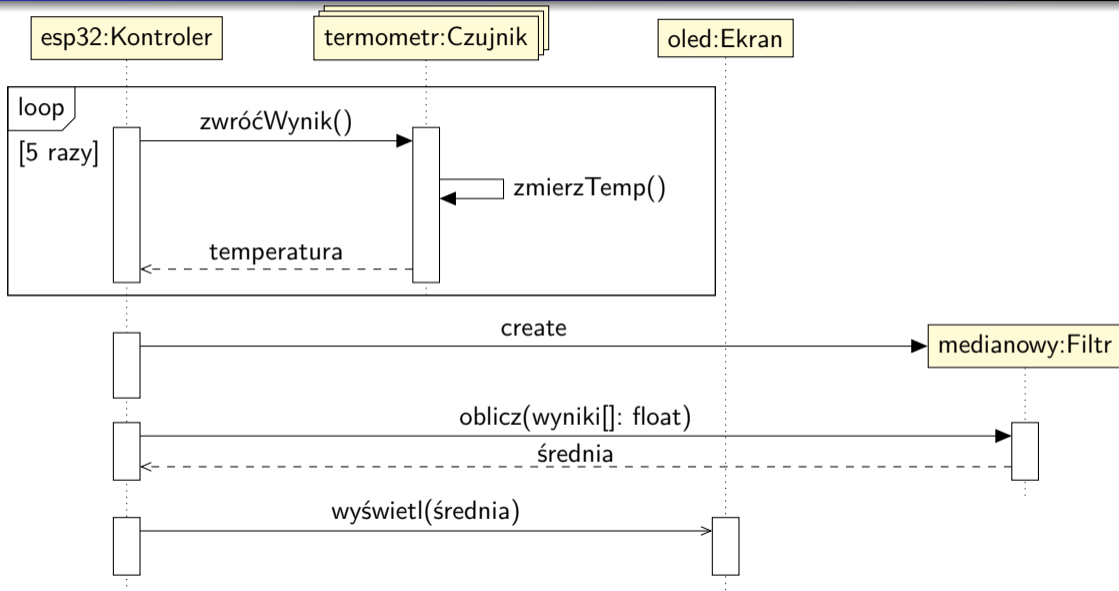 esp32:Kontroler
termometr:Czujnik
oled:Ekran
loop
zwróćWynik()
[5 razy]
zmierzTemp()
temperatura
create
medianowy:Filtr
oblicz(wyniki[]: float)
średnia
wyświetl(średnia)